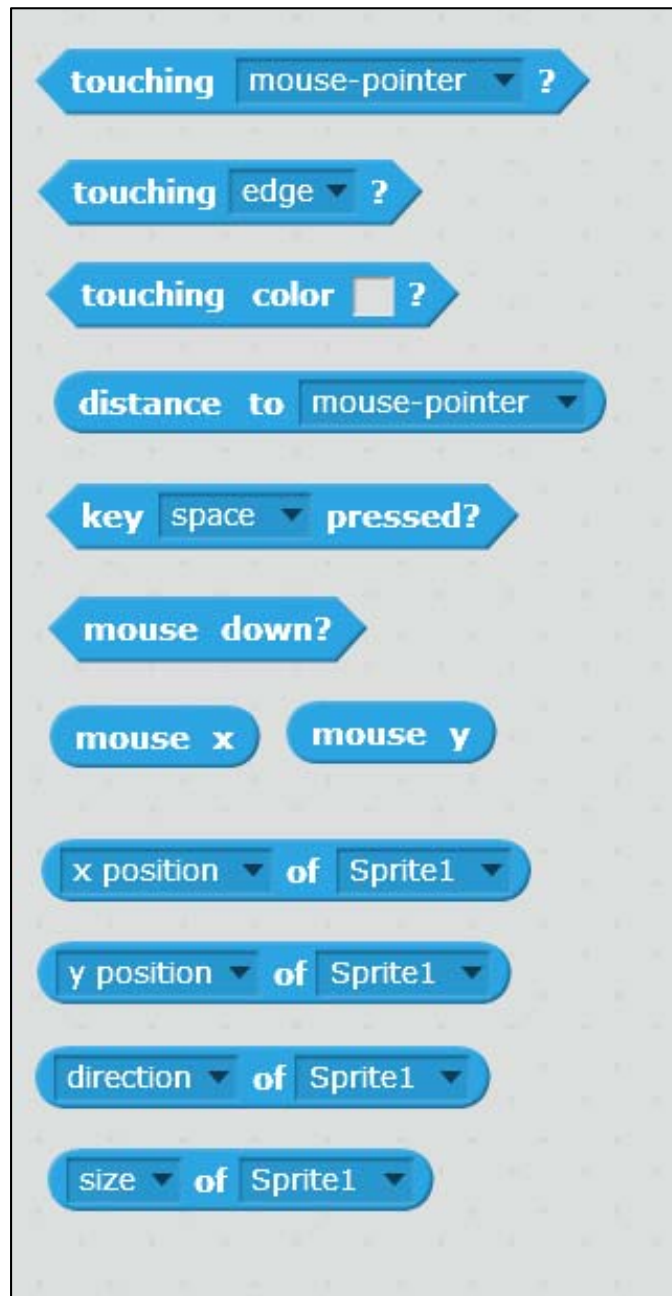 touching mouse-pointer ?
touching edge ?
touching color ?
distance to mouse-pointer
key space pressed?
mouse down?
mouse x mouse y
x position of Sprite1
y position of Sprite1
direction of Sprite1
size of Sprite1